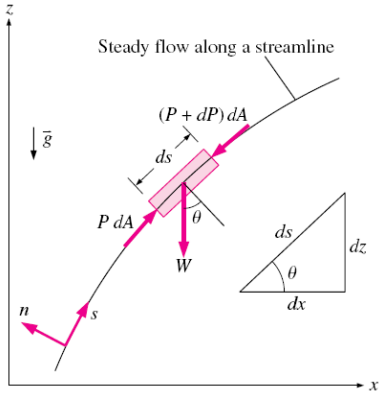 z
Steady flow along a streamline
(P + dP) dA
g⃗
ds
P dA
θ
W
ds
dz
θ
dx
n
s
x